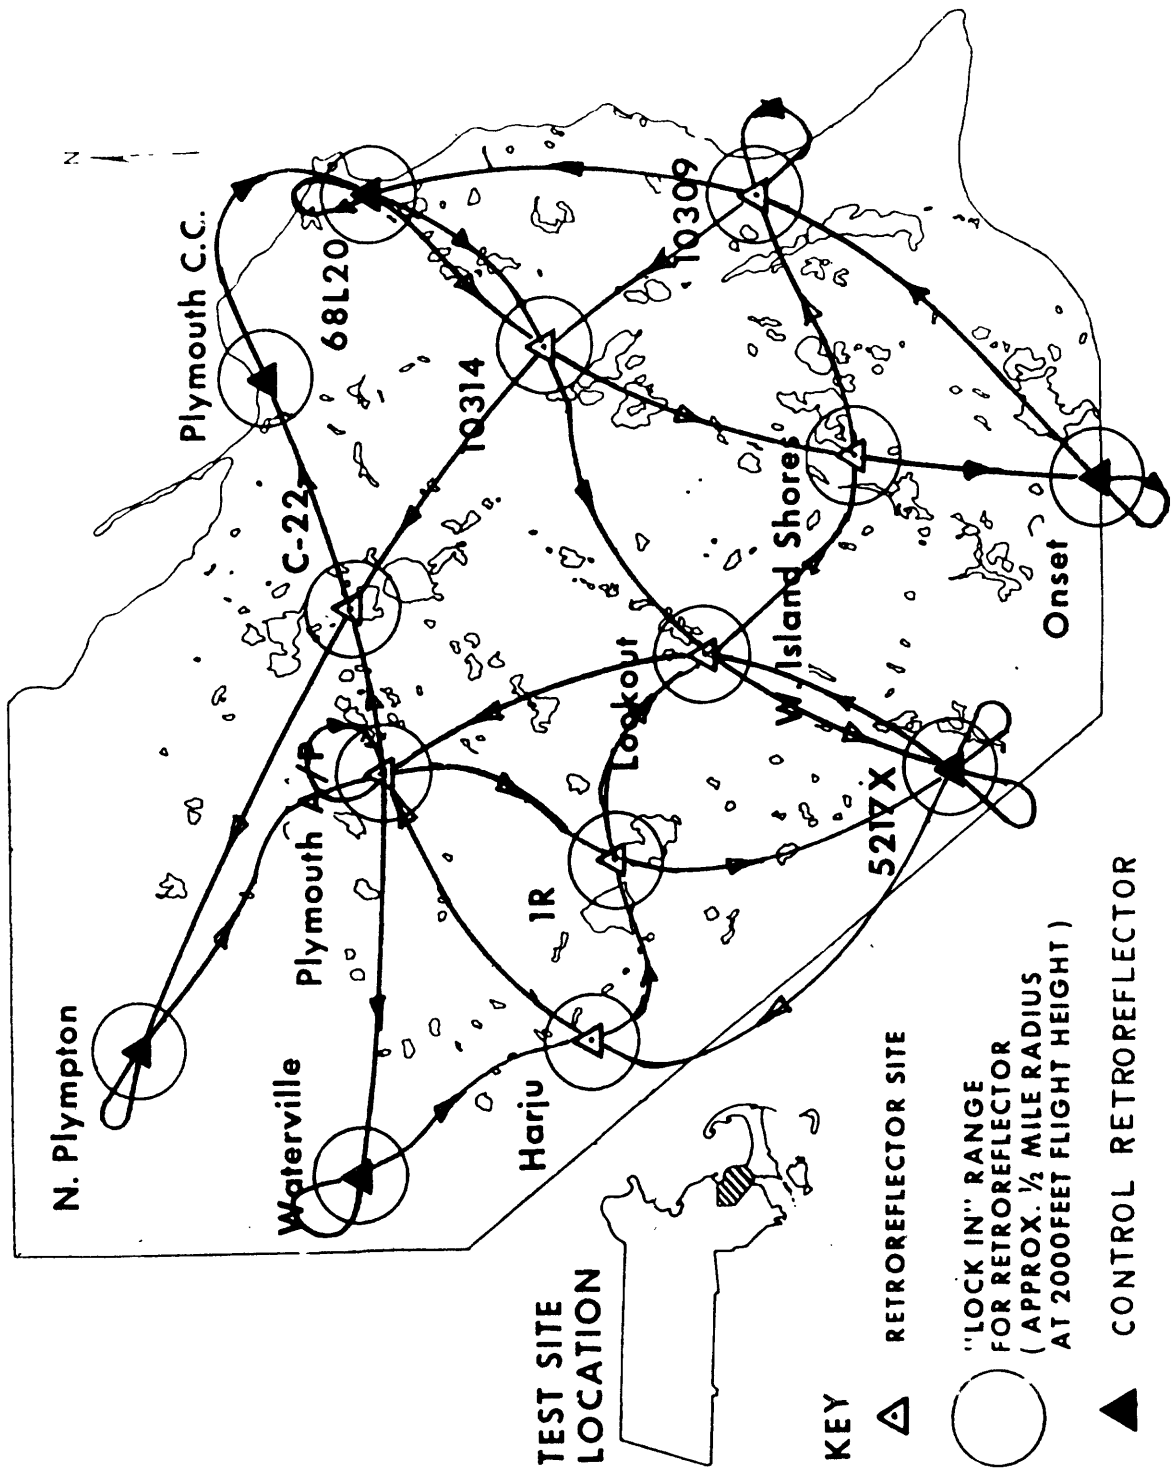 N
Plymouth C.C.
68L20
10309
10314
C-22
N. Plympton
Plymouth A/P
Waterville
Harju
1R
Lookout
W. Island Shores
5217X
Onset
TEST SITE
LOCATION
KEY
RETROREFLECTOR SITE
"LOCK IN" RANGE
FOR RETROREFLECTOR
( APPROX. ½ MILE RADIUS
AT 2000FEET FLIGHT HEIGHT )
CONTROL RETROREFLECTOR